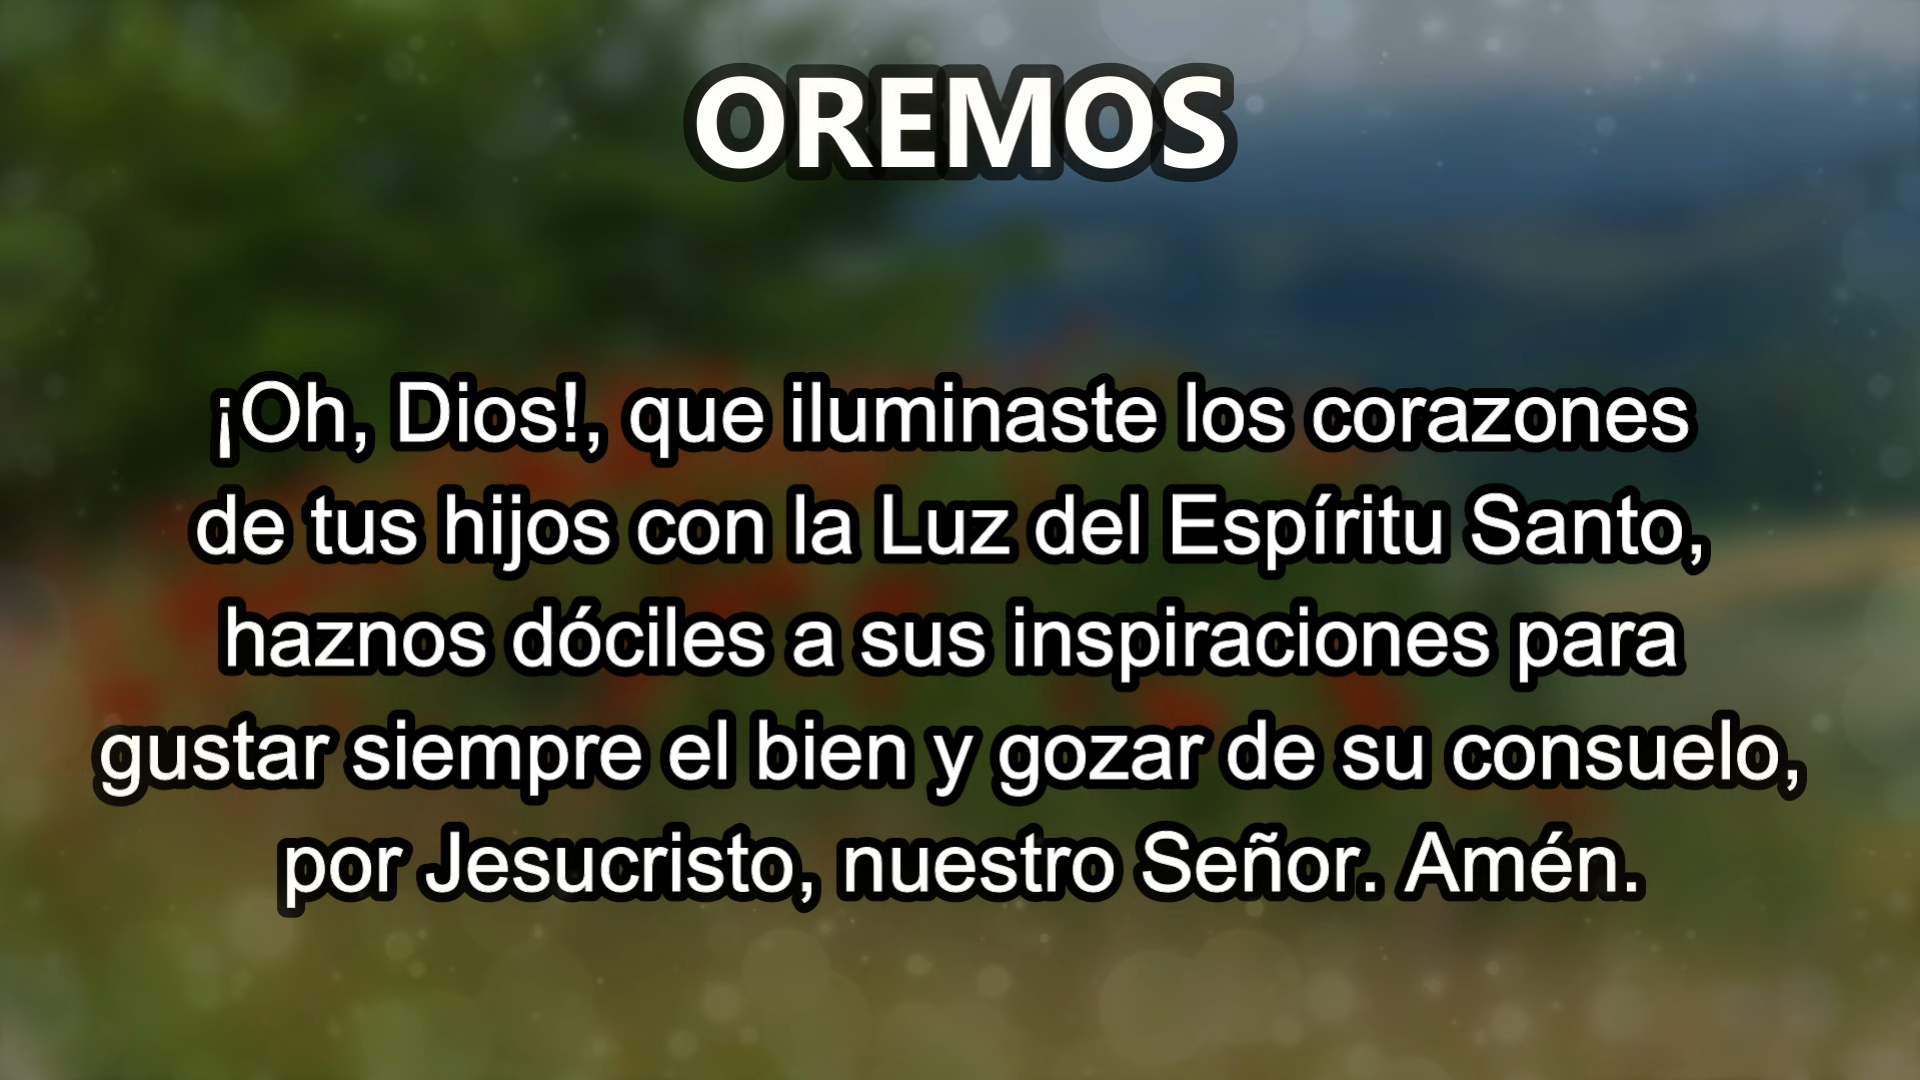 OREMOS
¡Oh, Dios!, que iluminaste los corazones
de tus hijos con la Luz del Espíritu Santo,
haznos dóciles a sus inspiraciones para
gustar siempre el bien y gozar de su consuelo,
por Jesucristo, nuestro Señor. Amén.